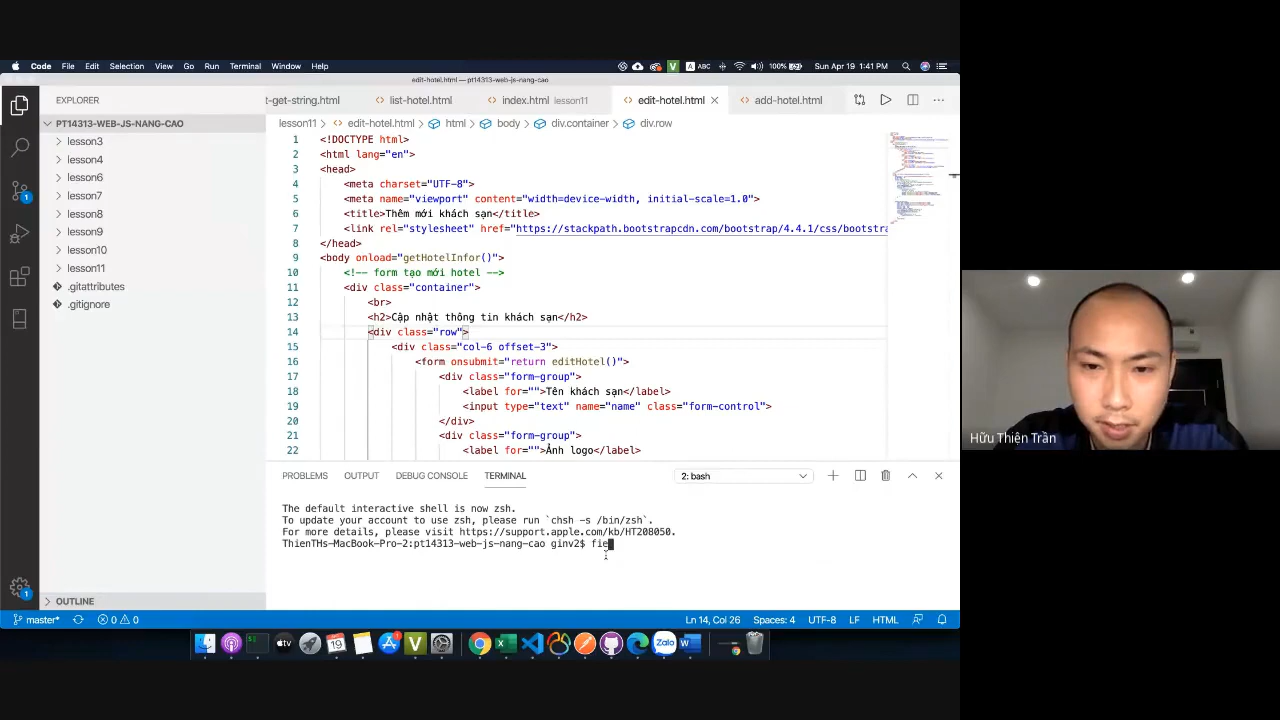 Code File Edit Selection View Go Run Terminal Window Help
V A ABC 100% Sun Apr 19 1:41 PM
edit-hotel.html — pt14313-web-js-nang-cao
EXPLORER
t-get-string.html list-hotel.html index.html lesson11 edit-hotel.html add-hotel.html
PT14313-WEB-JS-NANG-CAO
lesson3
lesson4
lesson6
lesson7
lesson8
lesson9
lesson10
lesson11
.gitattributes
.gitignore
OUTLINE
lesson11 edit-hotel.html html body div.container div.row
1 <!DOCTYPE html>
2 <html lang="en">
3 <head>
4 <meta charset="UTF-8">
5 <meta name="viewport" content="width=device-width, initial-scale=1.0">
6 <title>Thêm mới khách sạn</title>
7 <link rel="stylesheet" href="https://stackpath.bootstrapcdn.com/bootstrap/4.4.1/css/bootstra
8 </head>
9 <body onload="getHotelInfor()">
10 <!-- form tạo mới hotel -->
11 <div class="container">
12 <br>
13 <h2>Cập nhật thông tin khách sạn</h2>
14 <div class="row">
15 <div class="col-6 offset-3">
16 <form onsubmit="return editHotel()">
17 <div class="form-group">
18 <label for="">Tên khách sạn</label>
19 <input type="text" name="name" class="form-control">
20 </div>
21 <div class="form-group">
22 <label for="">Ảnh logo</label>
PROBLEMS OUTPUT DEBUG CONSOLE TERMINAL 2: bash
The default interactive shell is now zsh.
To update your account to use zsh, please run `chsh -s /bin/zsh`.
For more details, please visit https://support.apple.com/kb/HT208050.
ThienTHs-MacBook-Pro-2:pt14313-web-js-nang-cao ginv2$ fie
master* 0 0 Ln 14, Col 26 Spaces: 4 UTF-8 LF HTML
Hữu Thiện Trần
tv 19 1 V X Zalo W